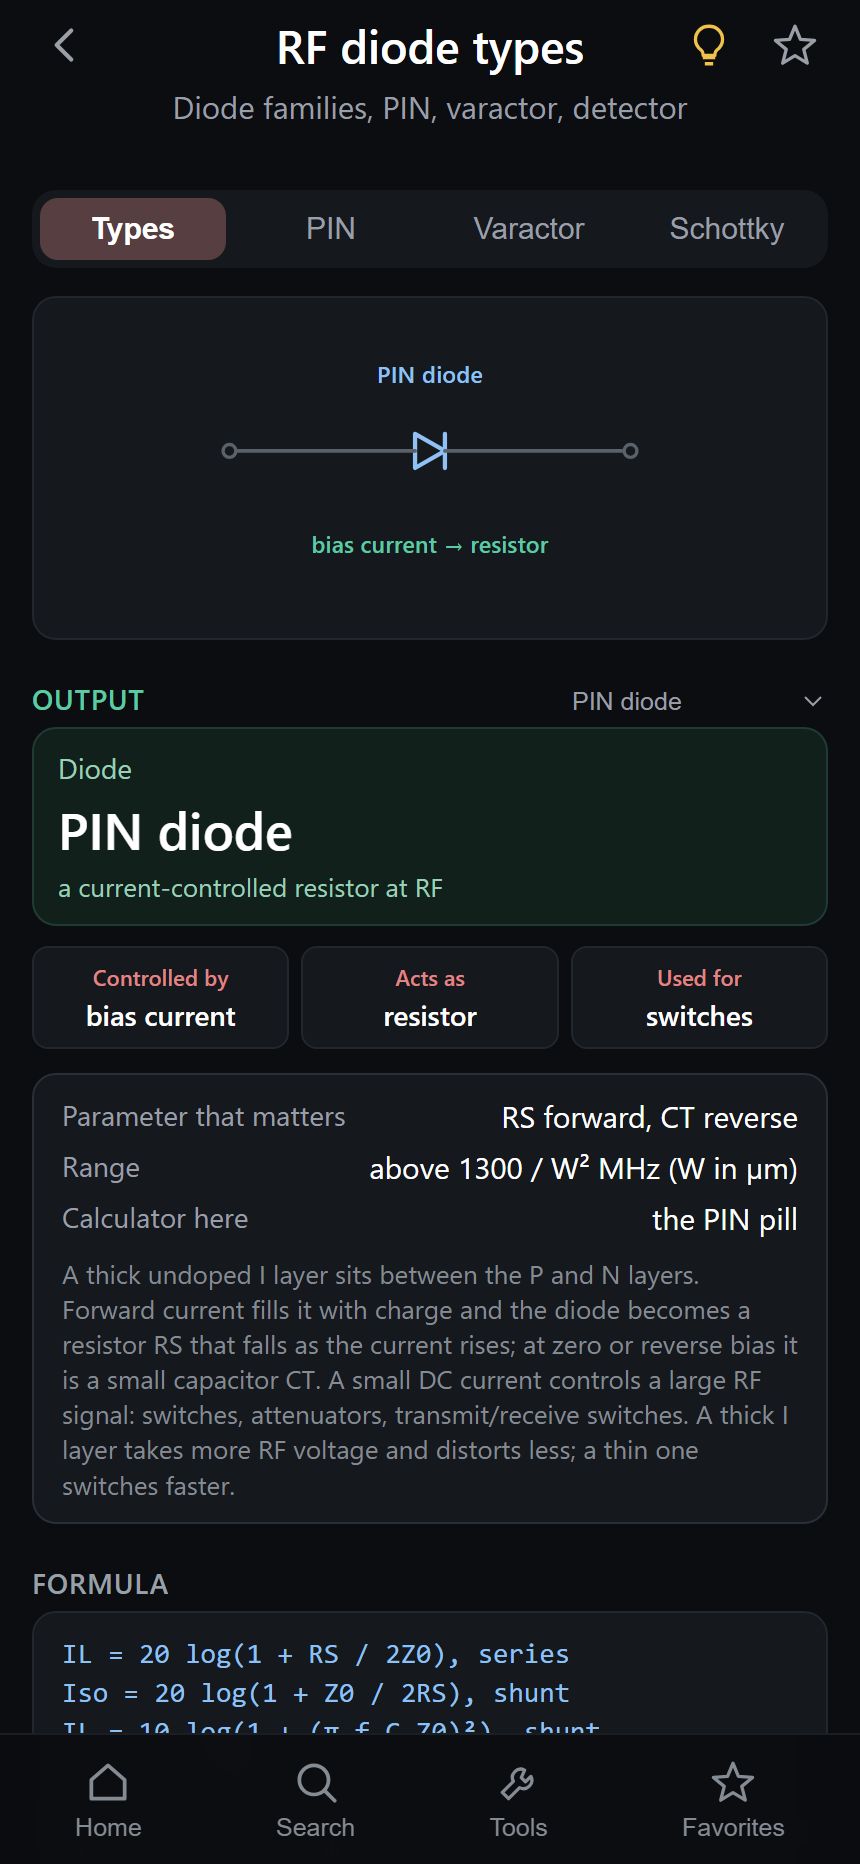 RF diode types
Diode families, PIN, varactor, detector
Types PIN Varactor Schottky
PIN diode
bias current → resistor
OUTPUT PIN diode
Diode
PIN diode
a current-controlled resistor at RF
Controlled by Acts as Used for
bias current resistor switches
Parameter that matters RS forward, CT reverse
Range above 1300 / W² MHz (W in µm)
Calculator here the PIN pill
A thick undoped I layer sits between the P and N layers.
Forward current fills it with charge and the diode becomes a
resistor RS that falls as the current rises; at zero or reverse bias it
is a small capacitor CT. A small DC current controls a large RF
signal: switches, attenuators, transmit/receive switches. A thick I
layer takes more RF voltage and distorts less; a thin one
switches faster.
FORMULA
IL = 20 log(1 + RS / 2Z0), series
Iso = 20 log(1 + Z0 / 2RS), shunt
IL = 10 log(1 + (π f C Z0)²), shunt
Home Search Tools Favorites